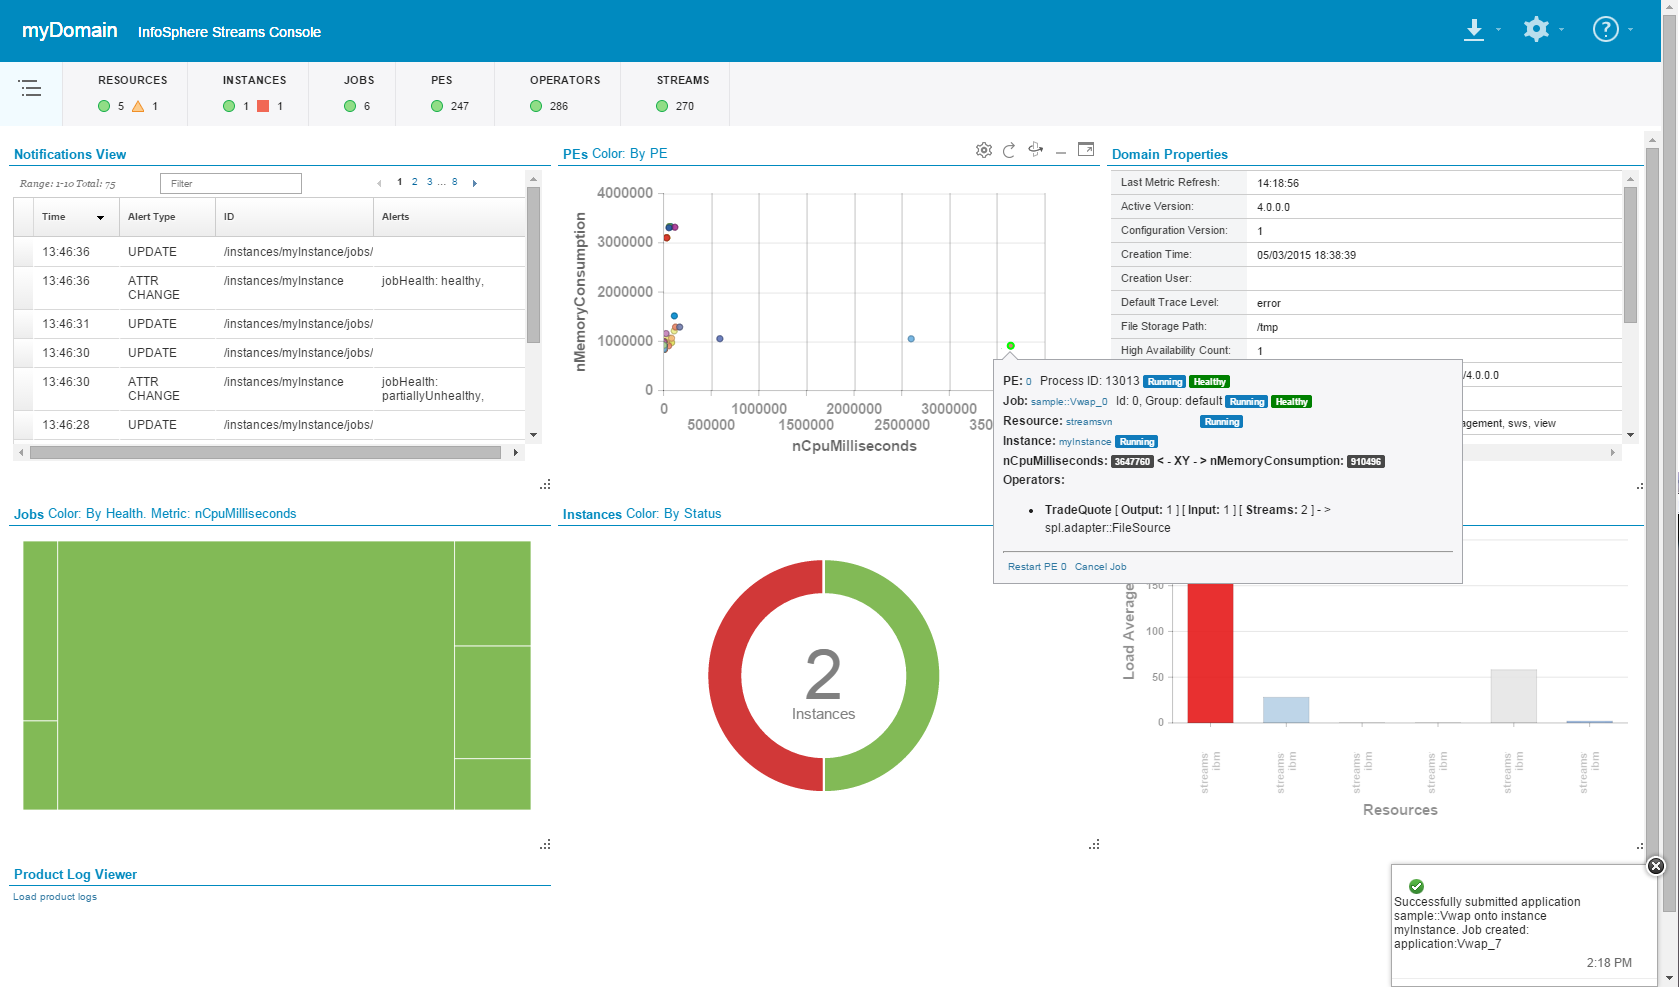 myDomain InfoSphere Streams Console
RESOURCES INSTANCES JOBS PES OPERATORS STREAMS
5 1 1 1 6 247 286 270
Notifications View
Range: 1-10 Total: 75 Filter 1 2 3 ... 8
Time Alert Type ID Alerts
13:46:36 UPDATE /instances/myInstance/jobs/
13:46:36 ATTR CHANGE /instances/myInstance jobHealth: healthy,
13:46:31 UPDATE /instances/myInstance/jobs/
13:46:30 UPDATE /instances/myInstance/jobs/
13:46:30 ATTR CHANGE /instances/myInstance jobHealth: partiallyUnhealthy,
13:46:28 UPDATE /instances/myInstance/jobs/
PEs Color: By PE
nMemoryConsumption
4000000
3000000
2000000
1000000
0
0 1000000 2000000 3000000
500000 1500000 2500000 350
nCpuMilliseconds
Domain Properties
Last Metric Refresh: 14:18:56
Active Version: 4.0.0.0
Configuration Version: 1
Creation Time: 05/03/2015 18:38:39
Creation User:
Default Trace Level: error
File Storage Path: /tmp
High Availability Count: 1
/4.0.0.0
agement, sws, view
PE: 0 Process ID: 13013 Running Healthy
Job: sample::Vwap_0 Id: 0, Group: default Running Healthy
Resource: streamsvn Running
Instance: myInstance Running
nCpuMilliseconds: 3647760 < - XY - > nMemoryConsumption: 910496
Operators:
• TradeQuote [ Output: 1 ] [ Input: 1 ] [ Streams: 2 ] - >
spl.adapter::FileSource
Restart PE 0 Cancel Job
Jobs Color: By Health. Metric: nCpuMilliseconds
Instances Color: By Status
2
Instances
Load Average
150
100
50
0
streams ibm
streams ibm
streams ibm
streams ibm
streams ibm
streams ibm
Resources
Product Log Viewer
Load product logs
Successfully submitted application
sample::Vwap onto instance
myInstance. Job created:
application:Vwap_7
2:18 PM